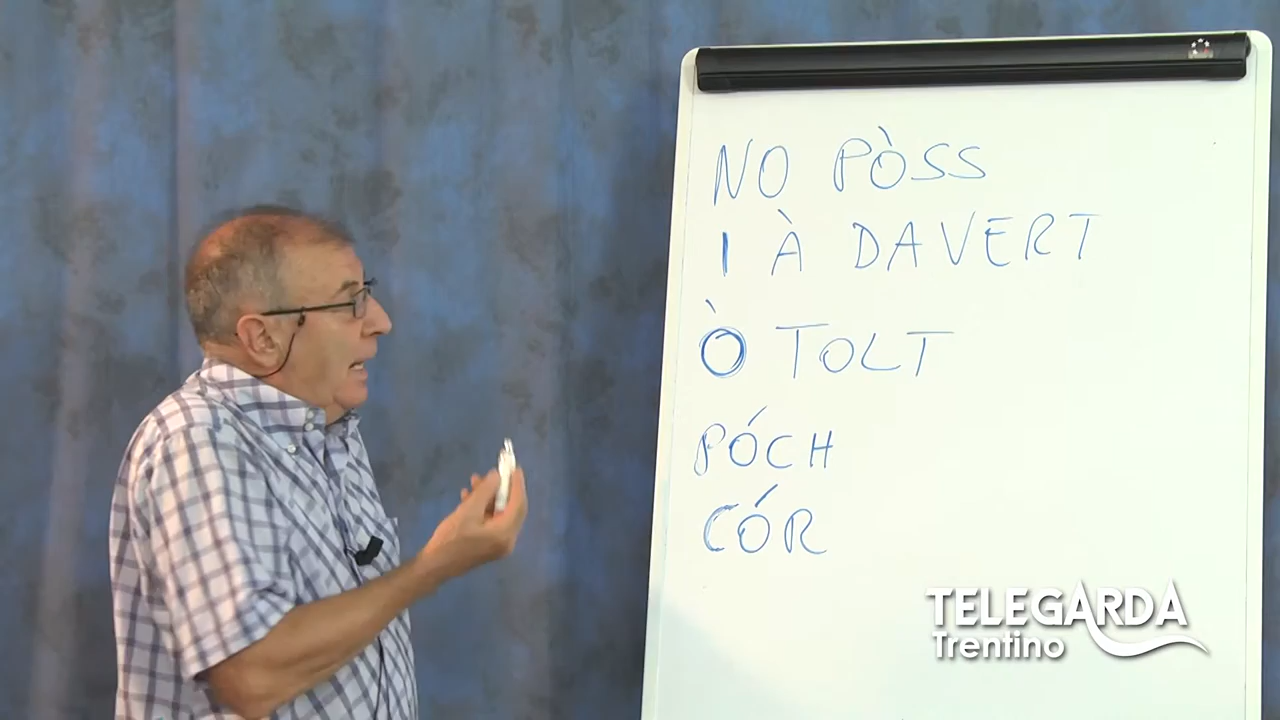 NO PÒSS
I À DAVERT
Ò TOLT
PÓCH
CÓR
TELEGARDA
Trentino